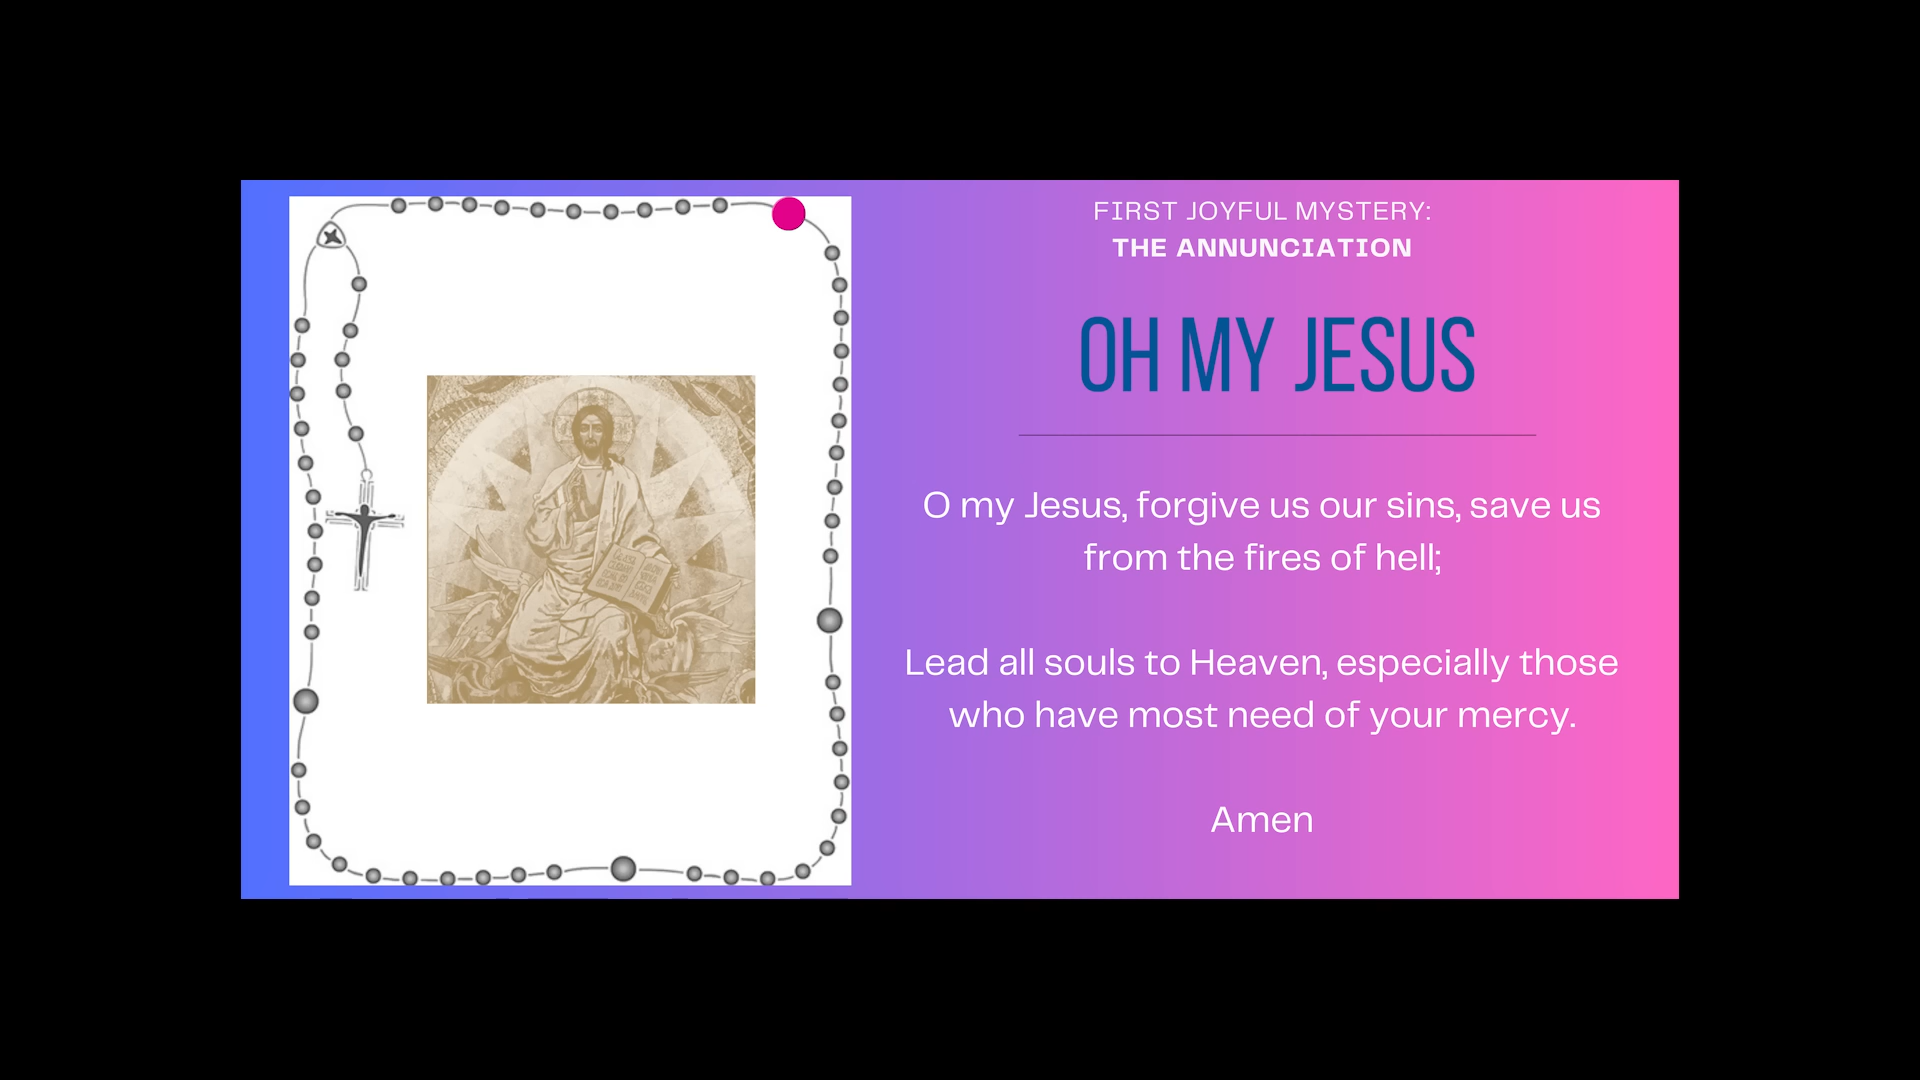 FIRST JOYFUL MYSTERY:
THE ANNUNCIATION
OH MY JESUS
O my Jesus, forgive us our sins, save us
from the fires of hell;
Lead all souls to Heaven, especially those
who have most need of your mercy.
Amen